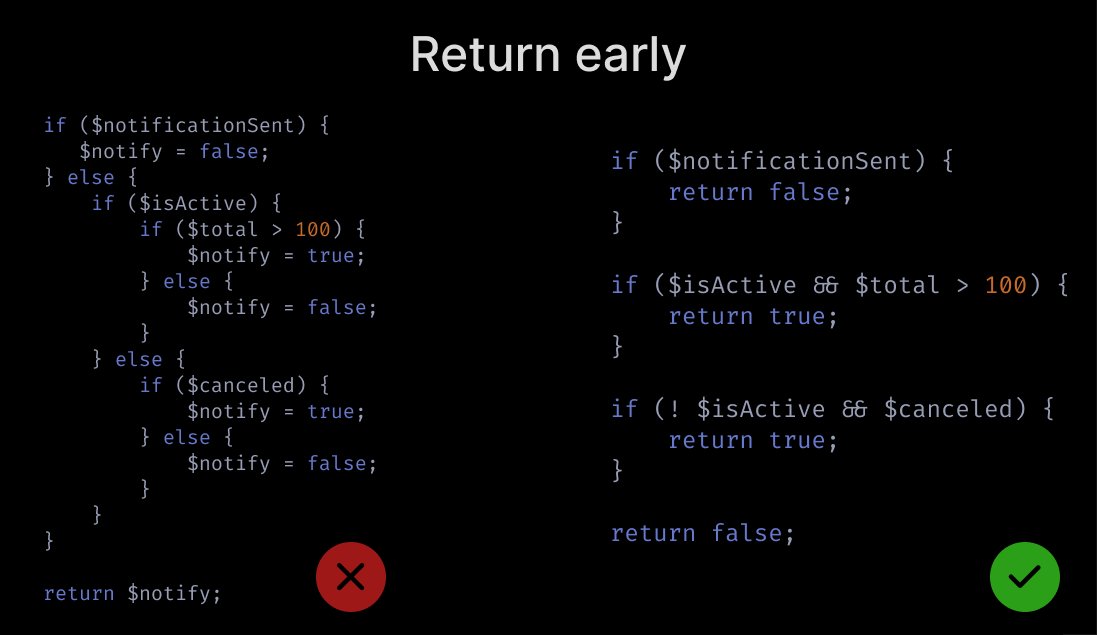 Return early
if ($notificationSent) {
   $notify = false;
} else {
    if ($isActive) {
        if ($total > 100) {
            $notify = true;
        } else {
            $notify = false;
        }
    } else {
        if ($canceled) {
            $notify = true;
        } else {
            $notify = false;
        }
    }
}
return $notify;
if ($notificationSent) {
    return false;
}
if ($isActive && $total > 100) {
    return true;
}
if (! $isActive && $canceled) {
    return true;
}
return false;